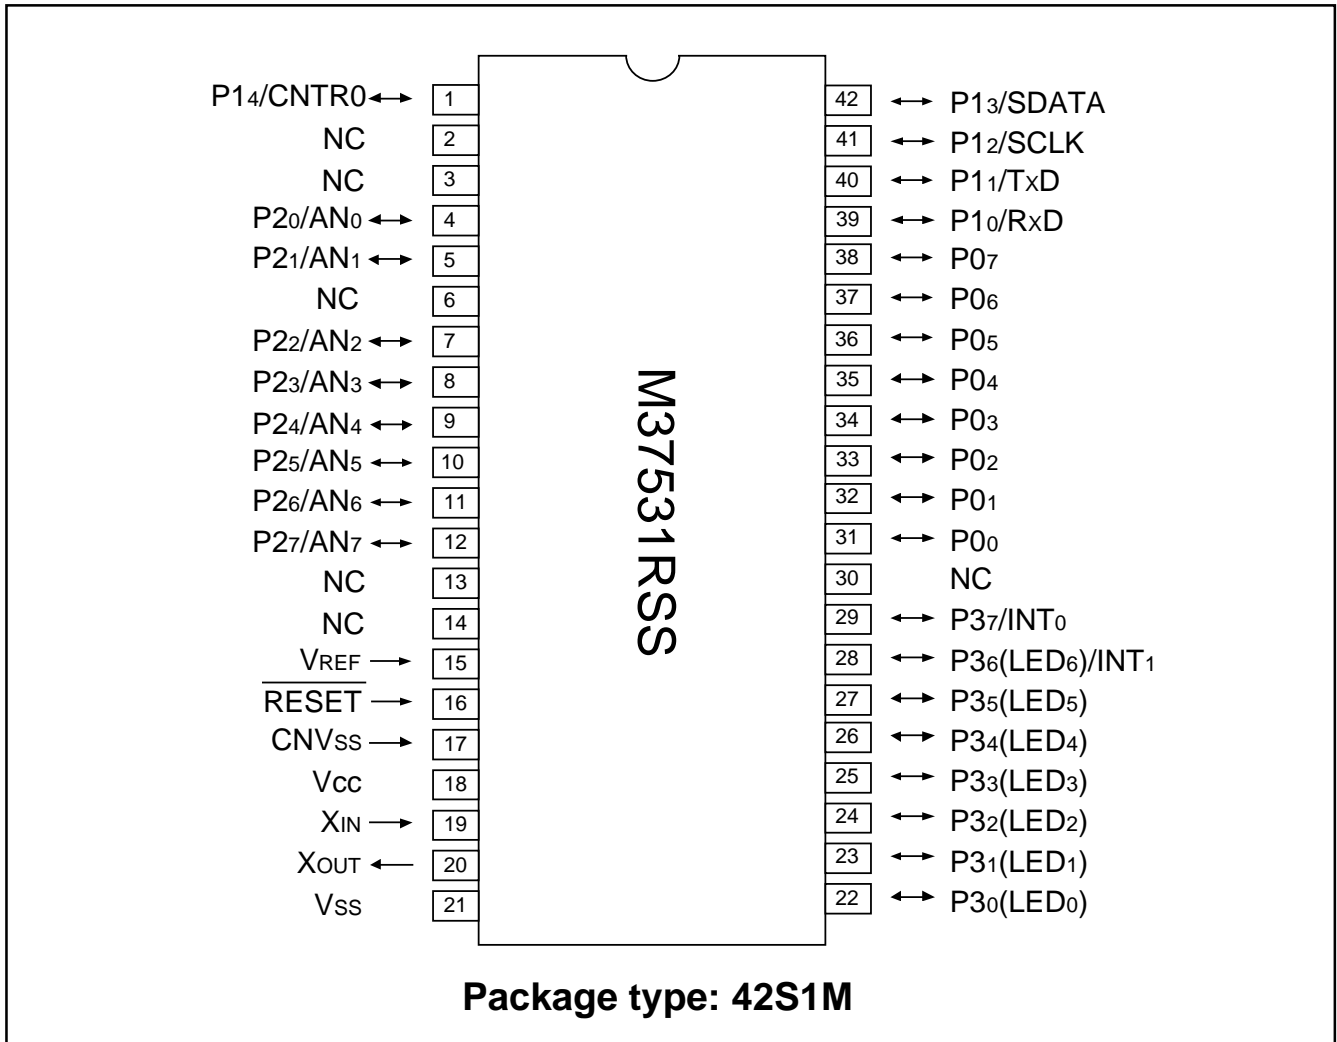 P14/CNTR0 1
NC 2
NC 3
P20/AN0 4
P21/AN1 5
NC 6
P22/AN2 7
P23/AN3 8
P24/AN4 9
P25/AN5 10
P26/AN6 11
P27/AN7 12
NC 13
NC 14
VREF 15
RESET 16
CNVSS 17
Vcc 18
XIN 19
XOUT 20
VSS 21
M37531RSS
42 P13/SDATA
41 P12/SCLK
40 P11/TXD
39 P10/RXD
38 P07
37 P06
36 P05
35 P04
34 P03
33 P02
32 P01
31 P00
30 NC
29 P37/INT0
28 P36(LED6)/INT1
27 P35(LED5)
26 P34(LED4)
25 P33(LED3)
24 P32(LED2)
23 P31(LED1)
22 P30(LED0)
Package type: 42S1M